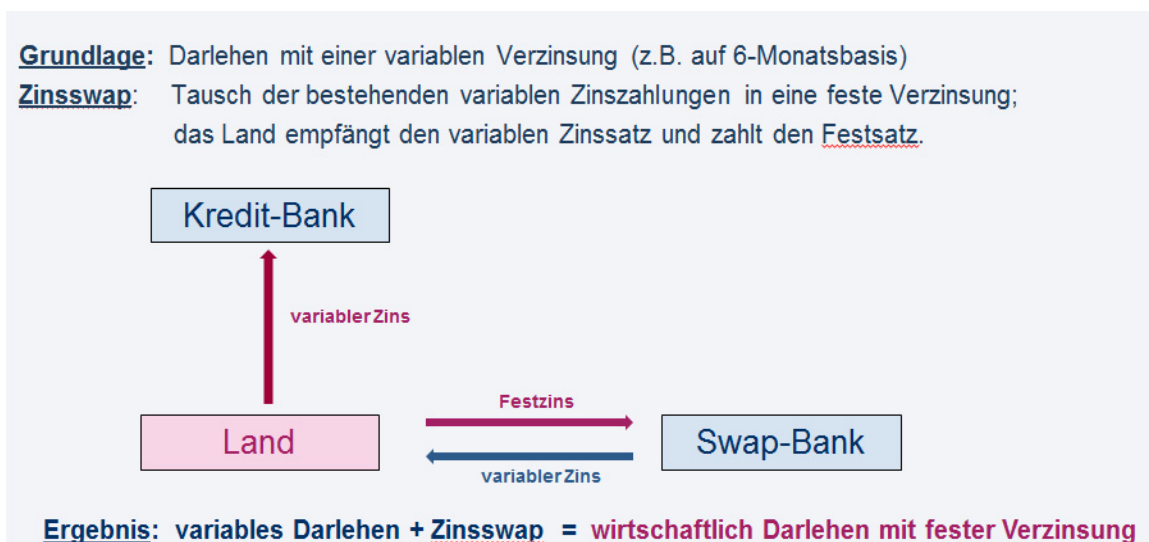 Grundlage: Darlehen mit einer variablen Verzinsung (z.B. auf 6-Monatsbasis)
Zinsswap: Tausch der bestehenden variablen Zinszahlungen in eine feste Verzinsung;
das Land empfängt den variablen Zinssatz und zahlt den Festsatz.
Kredit-Bank
variabler Zins
Festzins
Land
Swap-Bank
variabler Zins
Ergebnis: variables Darlehen + Zinsswap = wirtschaftlich Darlehen mit fester Verzinsung